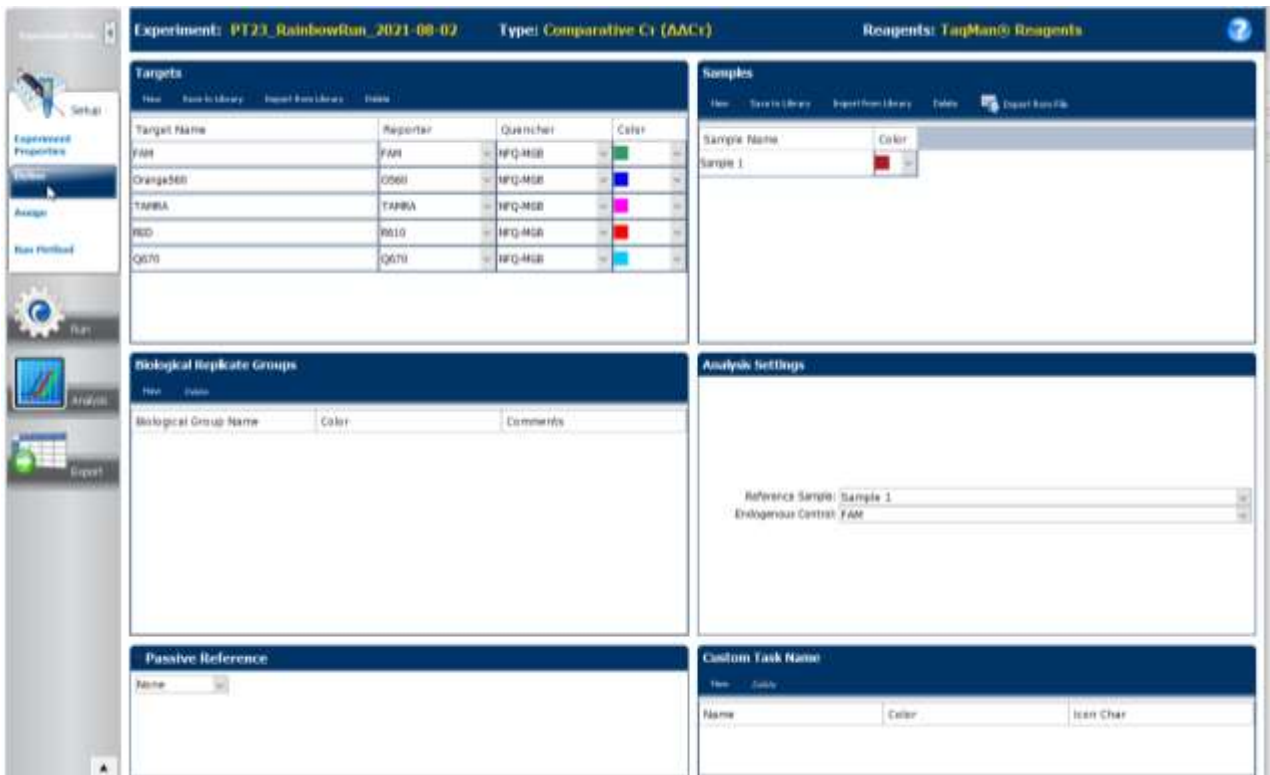 Experiment: PT23_RainbowRun_2021-08-02 Type: Comparative CT (ΔΔCT) Reagents: TaqMan® Reagents
Setup
Experiment Properties
Define
Assign
Run Method
Run
Analysis
Export
Targets
New Save to Library Import from Library Delete
Target Name Reporter Quencher Color
FAM FAM NFQ-MGB
Orange560 O560 NFQ-MGB
TAMRA TAMRA NFQ-MGB
RED R610 NFQ-MGB
Q670 Q670 NFQ-MGB
Samples
New Save to Library Import from Library Delete Import from File
Sample Name Color
Sample 1
Biological Replicate Groups
New Delete
Biological Group Name Color Comments
Analysis Settings
Reference Sample: Sample 1
Endogenous Control: FAM
Passive Reference
None
Custom Task Name
New Delete
Name Color Icon Char